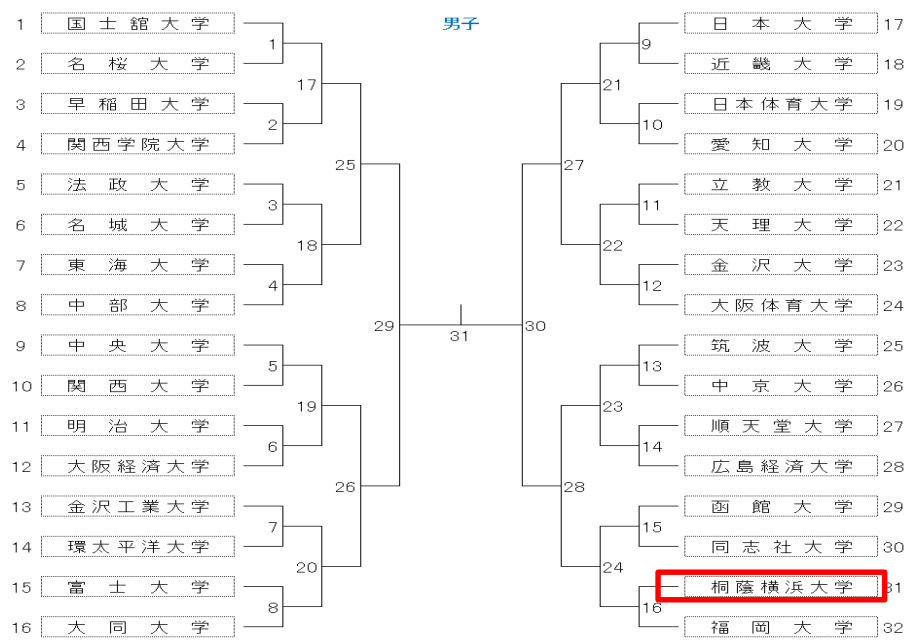 男子
1 国士舘大学
2 名桜大学
3 早稲田大学
4 関西学院大学
5 法政大学
6 名城大学
7 東海大学
8 中部大学
9 中央大学
10 関西大学
11 明治大学
12 大阪経済大学
13 金沢工業大学
14 環太平洋大学
15 富士大学
16 大同大学
1
2
3
4
5
6
7
8
17
18
19
20
25
26
29
31
30
27
28
21
22
23
24
9
10
11
12
13
14
15
16
日本大学 17
近畿大学 18
日本体育大学 19
愛知大学 20
立教大学 21
天理大学 22
金沢大学 23
大阪体育大学 24
筑波大学 25
中京大学 26
順天堂大学 27
広島経済大学 28
函館大学 29
同志社大学 30
桐蔭横浜大学 31
福岡大学 32